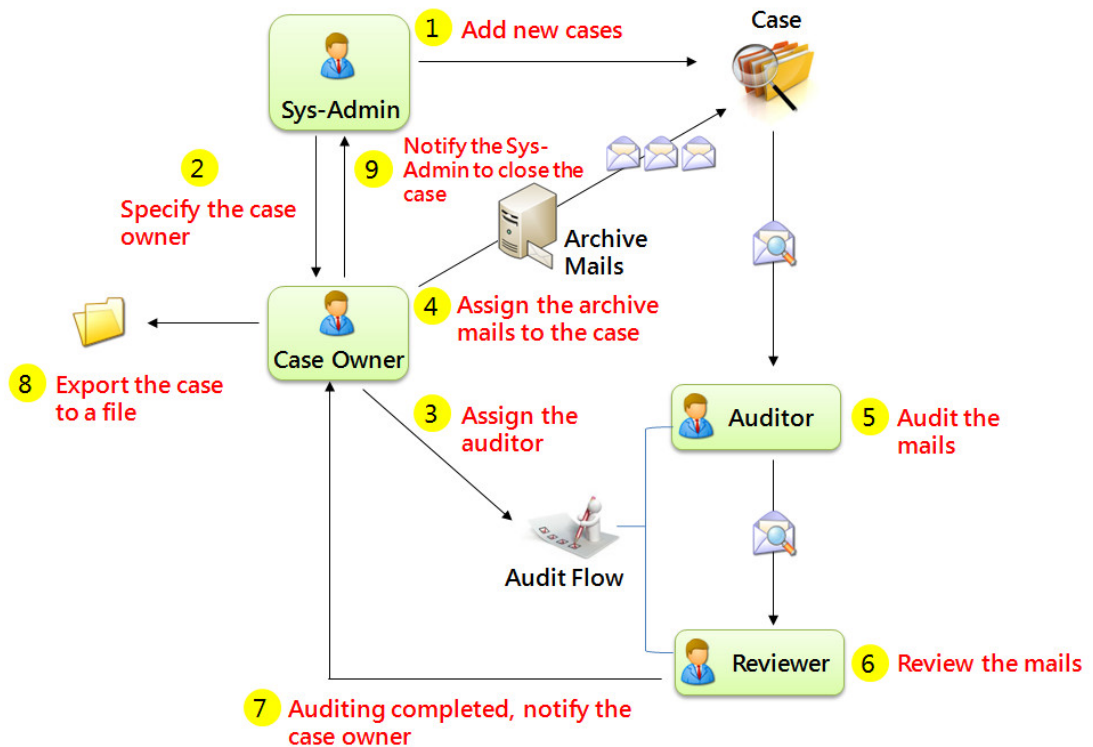 1 Add new cases
Case
Sys-Admin
2
Specify the case
owner
9 Notify the Sys-
Admin to close the
case
Archive
Mails
4 Assign the archive
mails to the case
Case Owner
8 Export the case
to a file
3 Assign the
auditor
Auditor
5 Audit the
mails
Audit Flow
Reviewer
6 Review the mails
7 Auditing completed, notify the
case owner